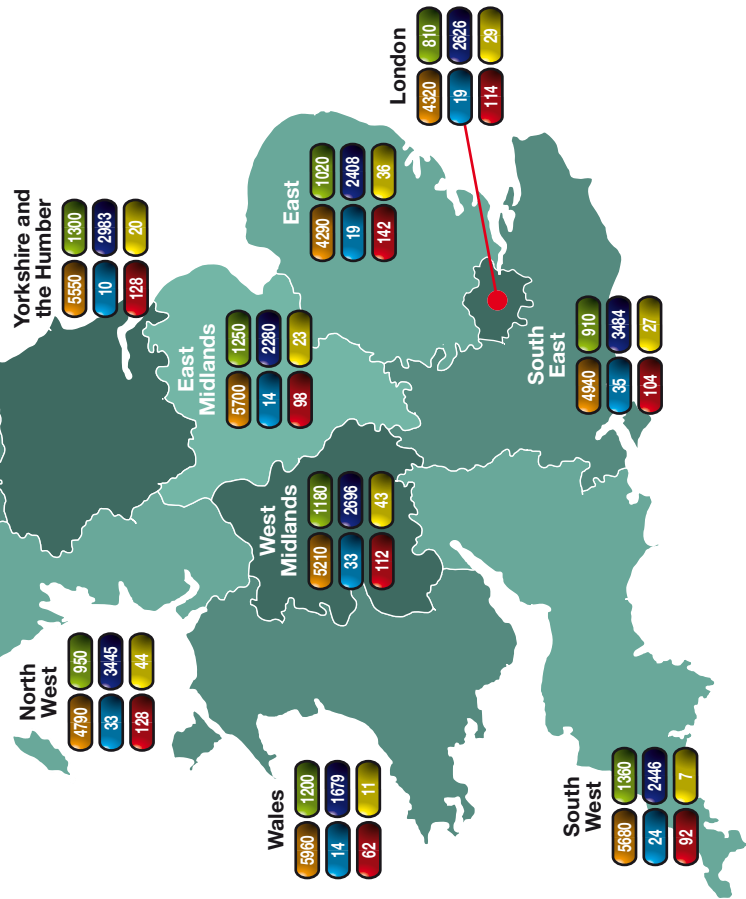 Yorkshire and
the Humber
5550 1300
10 2983
128 20
North
West
4790 950
33 3445
128 44
East
Midlands
5700 1250
14 2280
98 23
West
Midlands
5210 1180
33 2696
112 43
East
4290 1020
19 2408
142 36
Wales
5960 1200
14 1679
62 11
London
4320 810
19 2626
114 29
South
East
4940 910
35 3484
104 27
South
West
5680 1360
24 2446
92 7